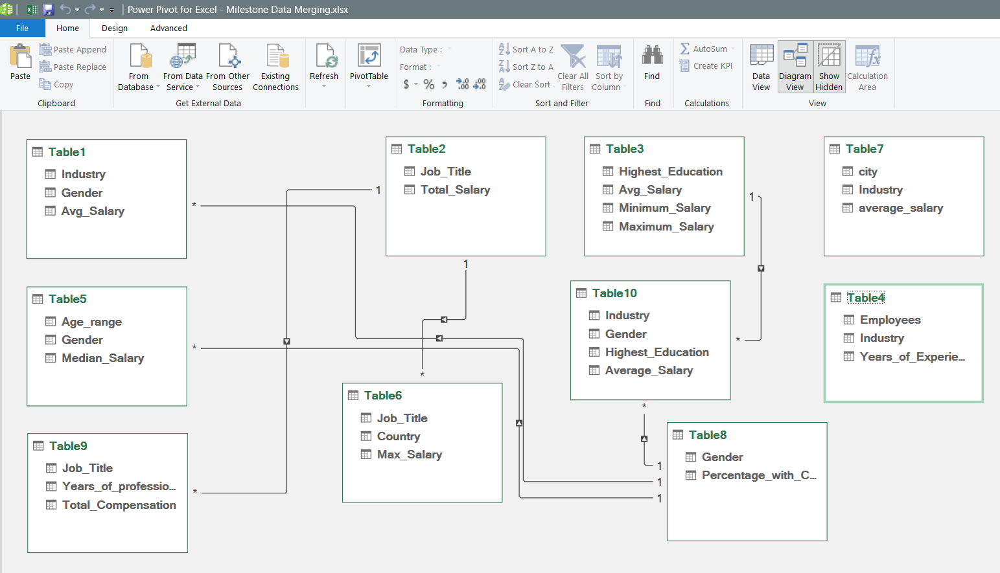 Power Pivot for Excel - Milestone Data Merging.xlsx
File Home Design Advanced
Paste
Paste Append
Paste Replace
Copy
Clipboard
From Database
From Data Service
From Other Sources
Existing Connections
Get External Data
Refresh
PivotTable
Data Type :
Format :
$ % ,
Formatting
Sort A to Z
Sort Z to A
Clear Sort
Clear All Filters
Sort by Column
Sort and Filter
Find
Find
AutoSum
Create KPI
Calculations
Data View
Diagram View
Show Hidden
Calculation Area
View
Table1
Industry
Gender
Avg_Salary
*
Table2
Job_Title
Total_Salary
1
1
Table3
Highest_Education
Avg_Salary
Minimum_Salary
Maximum_Salary
1
Table7
city
Industry
average_salary
Table5
Age_range
Gender
Median_Salary
*
Table10
Industry
Gender
Highest_Education
Average_Salary
*
*
Table4
Employees
Industry
Years_of_Experie...
Table9
Job_Title
Years_of_professio...
Total_Compensation
*
*
Table6
Job_Title
Country
Max_Salary
Table8
Gender
Percentage_with_C...
1
1
1